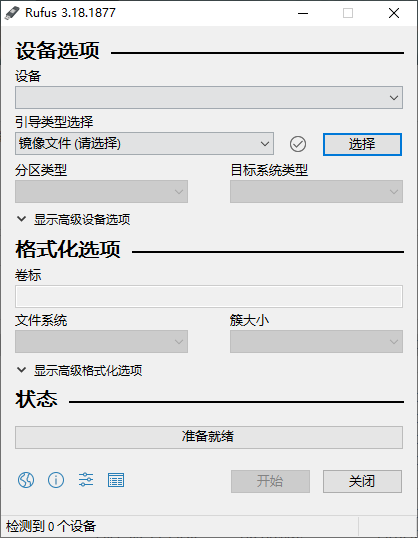 Rufus 3.18.1877
设备选项
设备
引导类型选择
镜像文件 (请选择)
选择
分区类型
目标系统类型
显示高级设备选项
格式化选项
卷标
文件系统
簇大小
显示高级格式化选项
状态
准备就绪
开始
关闭
检测到 0 个设备